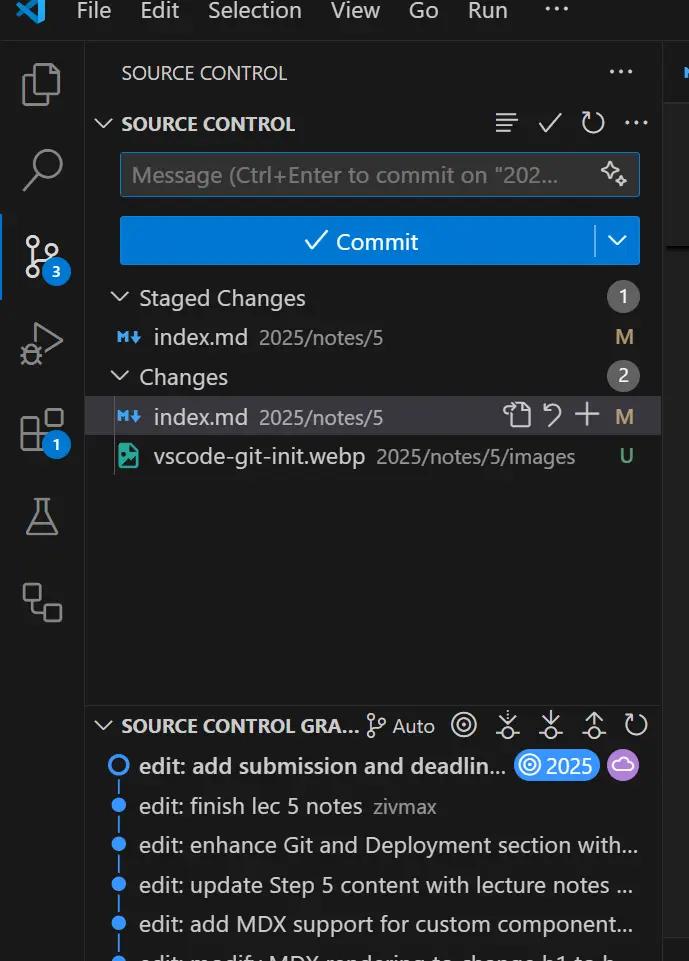 File Edit Selection View Go Run ...
SOURCE CONTROL
SOURCE CONTROL
Message (Ctrl+Enter to commit on "202...
Commit
3
Staged Changes 1
M↓ index.md 2025/notes/5 M
Changes 2
M↓ index.md 2025/notes/5 M
1
vscode-git-init.webp 2025/notes/5/images U
SOURCE CONTROL GRA... Auto
edit: add submission and deadlin... 2025
edit: finish lec 5 notes zivmax
edit: enhance Git and Deployment section with...
edit: update Step 5 content with lecture notes ...
edit: add MDX support for custom component...